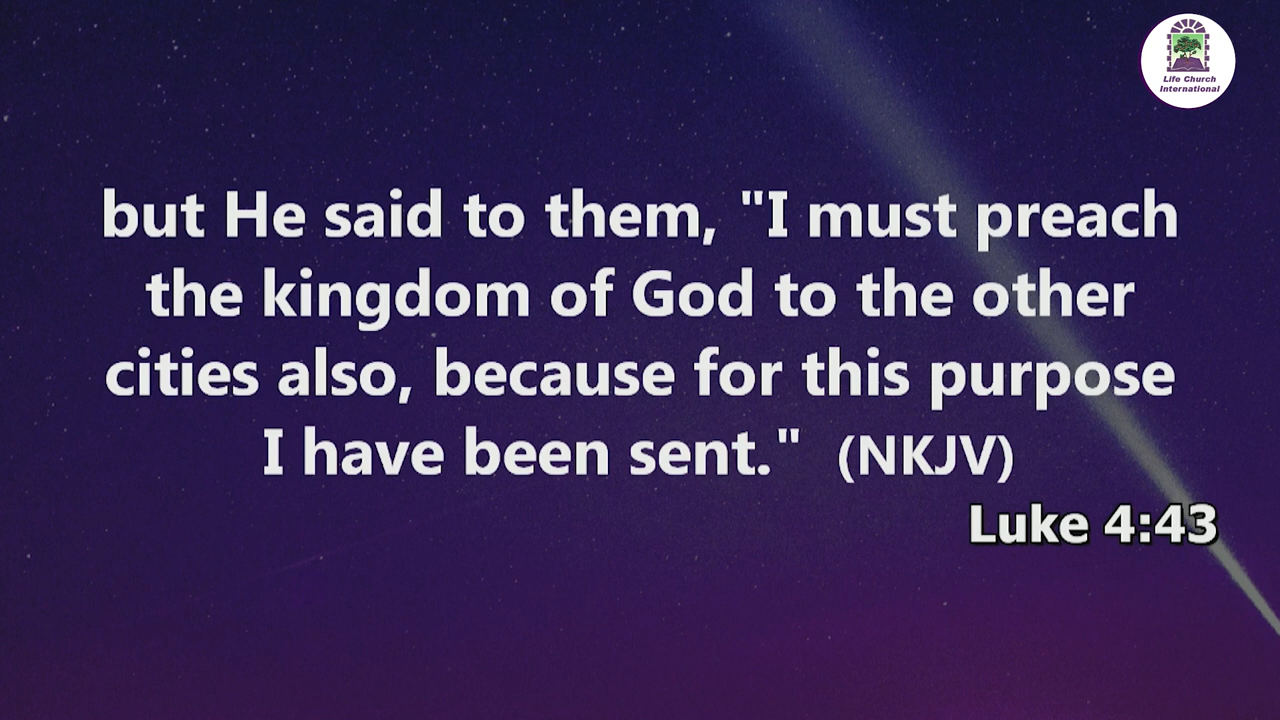 Life Church
International
but He said to them, "I must preach
the kingdom of God to the other
cities also, because for this purpose
I have been sent." (NKJV)
Luke 4:43